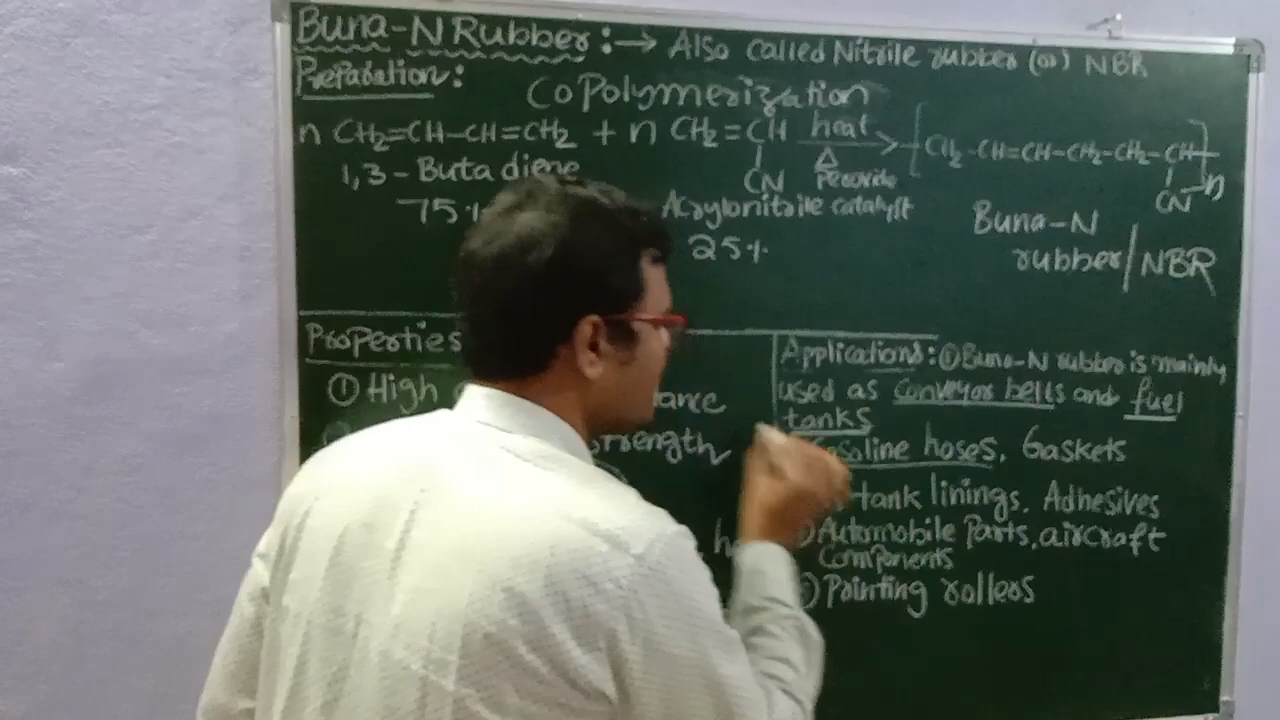 Buna-N Rubber :→ Also called Nitrile rubber (or) NBR
Preparation :
CoPolymerization
n CH₂=CH-CH=CH₂ + n CH₂=CH heat [CH₂-CH=CH-CH₂-CH₂-CH]n
CN Δ CN
1,3-Butadiene Peroxide
75% Acrylonitrile catalyst
25%
Buna-N
rubber/NBR
Properties
① High
strength
Applications: ① Buna-N rubber is mainly
used as conveyor bells and fuel
tanks
Gasoline hoses, Gaskets
tank linings, Adhesives
Automobile Parts, aircraft
Components
Printing rollers